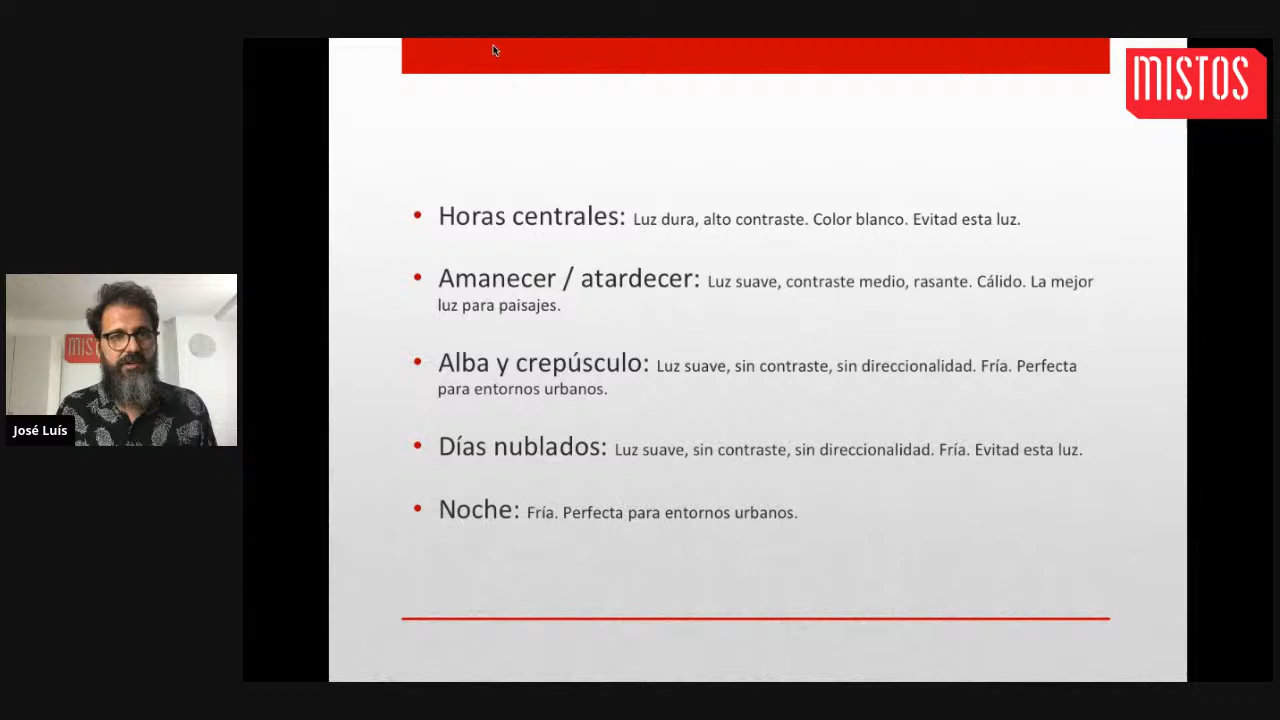 MISTOS
• Horas centrales: Luz dura, alto contraste. Color blanco. Evitad esta luz.
• Amanecer / atardecer: Luz suave, contraste medio, rasante. Cálido. La mejor
luz para paisajes.
• Alba y crepúsculo: Luz suave, sin contraste, sin direccionalidad. Fría. Perfecta
para entornos urbanos.
• Días nublados: Luz suave, sin contraste, sin direccionalidad. Fría. Evitad esta luz.
• Noche: Fría. Perfecta para entornos urbanos.
MIS
José Luís